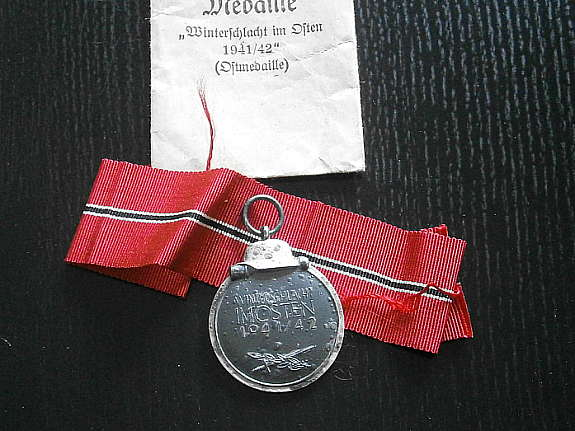 Medaille
„Winterschlacht im Osten
1941/42"
(Ostmedaille)
WINTERSCHLACHT
IM OSTEN
1941/42